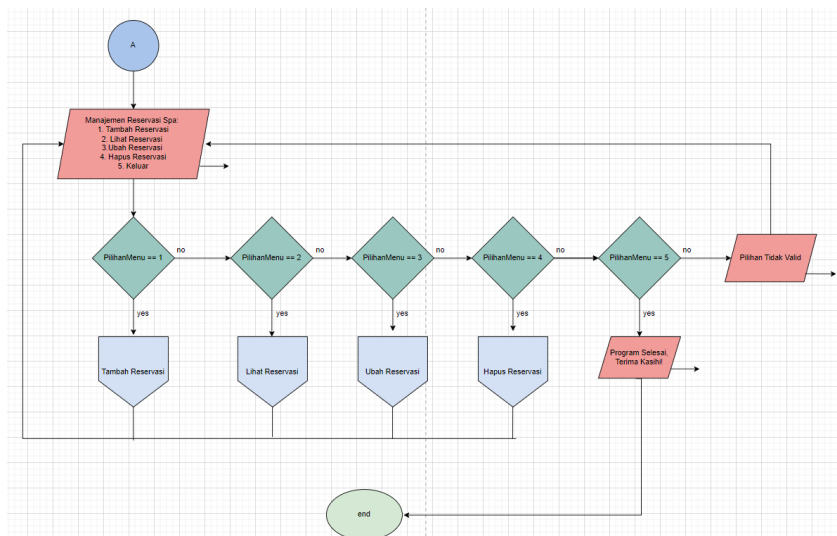 A
Manajemen Reservasi Spa:
1. Tambah Reservasi
2. Lihat Reservasi
3.Ubah Reservasi
4. Hapus Reservasi
5. Keluar
PilihanMenu == 1
no
PilihanMenu == 2
no
PilihanMenu == 3
no
PilihanMenu == 4
no
PilihanMenu == 5
no
Pilihan Tidak Valid
yes
yes
yes
yes
yes
Tambah Reservasi
Lihat Reservasi
Ubah Reservasi
Hapus Reservasi
Program Selesai,
Terima Kasih!
end